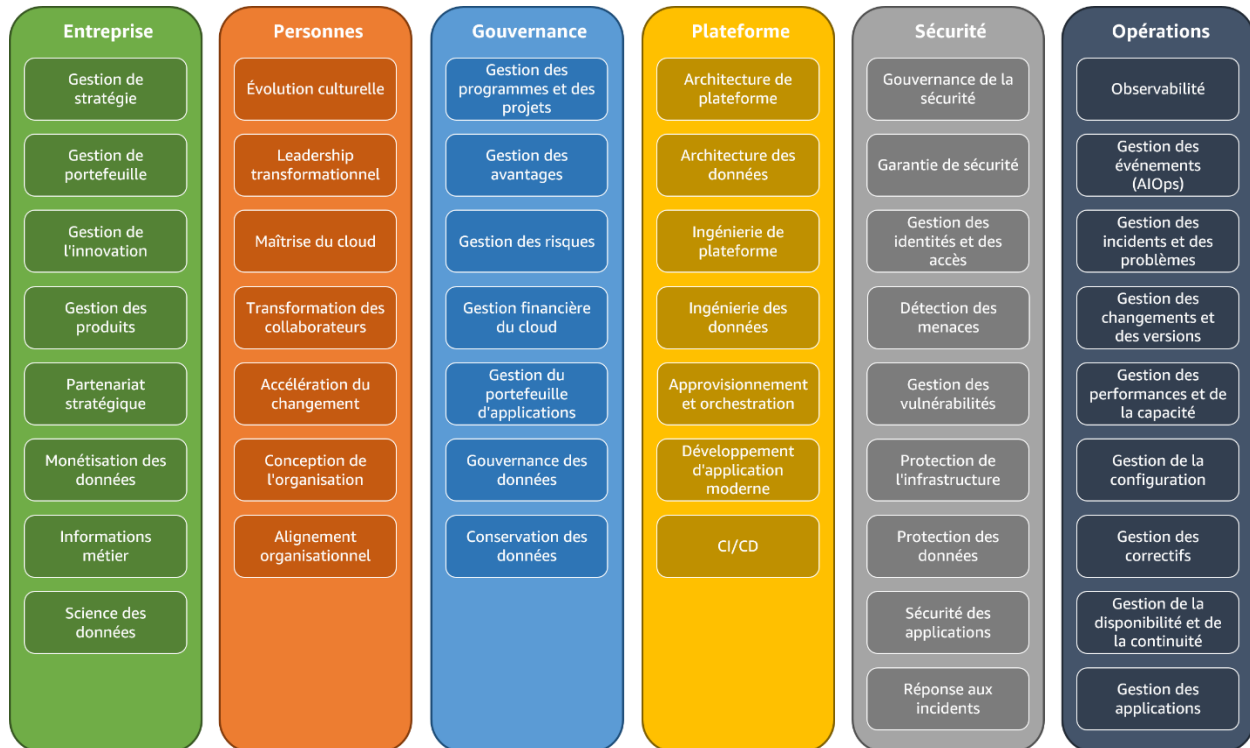 Entreprise
Gestion de
stratégie
Gestion de
portefeuille
Gestion de
l'innovation
Gestion des
produits
Partenariat
stratégique
Monétisation des
données
Informations
métier
Science des
données
Personnes
Évolution culturelle
Leadership
transformationnel
Maîtrise du cloud
Transformation des
collaborateurs
Accélération du
changement
Conception de
l'organisation
Alignement
organisationnel
Gouvernance
Gestion des
programmes et des
projets
Gestion des
avantages
Gestion des risques
Gestion financière
du cloud
Gestion du
portefeuille
d'applications
Gouvernance des
données
Conservation des
données
Plateforme
Architecture de
plateforme
Architecture des
données
Ingénierie de
plateforme
Ingénierie des
données
Approvisionnement
et orchestration
Développement
d'application
moderne
CI/CD
Sécurité
Gouvernance de la
sécurité
Garantie de sécurité
Gestion des
identités et des
accès
Détection des
menaces
Gestion des
vulnérabilités
Protection de
l'infrastructure
Protection des
données
Sécurité des
applications
Réponse aux
incidents
Opérations
Observabilité
Gestion des
événements
(AIOps)
Gestion des
incidents et des
problèmes
Gestion des
changements et
des versions
Gestion des
performances et de
la capacité
Gestion de la
configuration
Gestion des
correctifs
Gestion de la
disponibilité et de
la continuité
Gestion des
applications